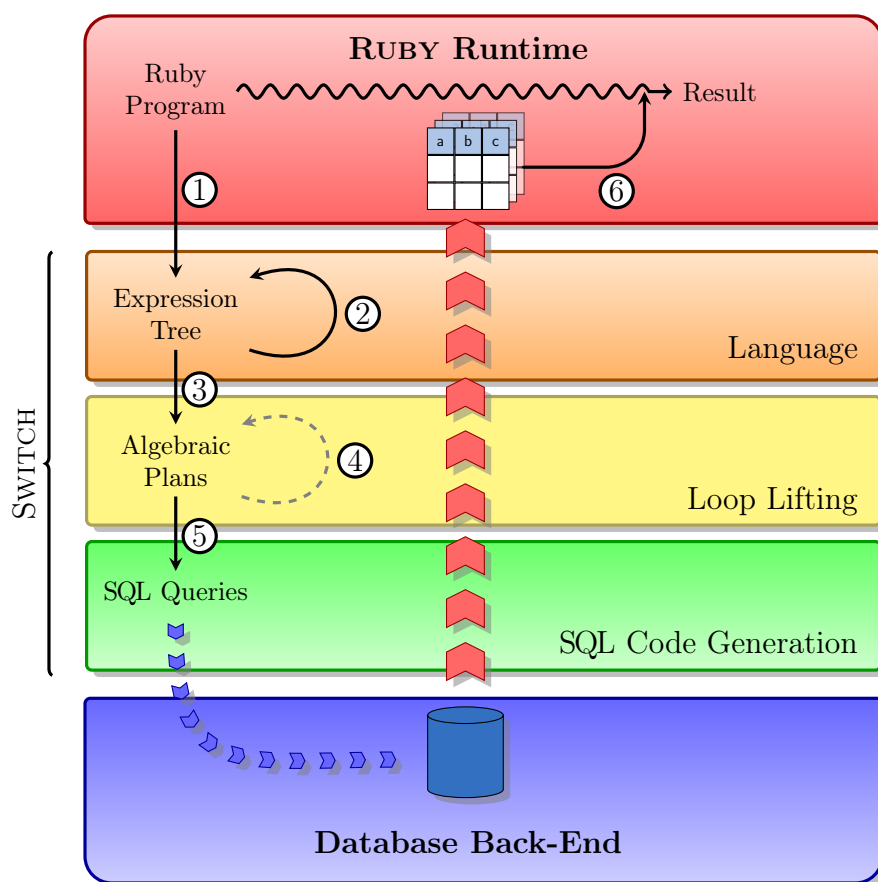 RUBY Runtime
Ruby
Program
Result
a b c
1
6
Expression
Tree
2
Language
3
SWITCH
Algebraic
Plans
4
Loop Lifting
5
SQL Queries
SQL Code Generation
Database Back-End